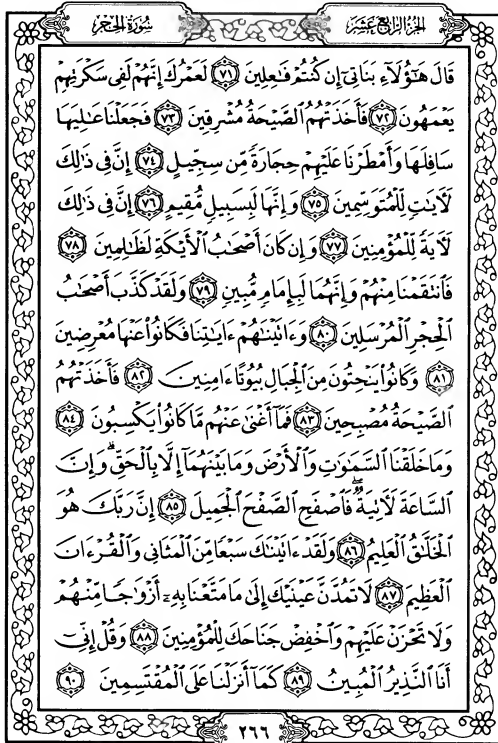 الجزء الرابع عشر
سورة الحجر
قَالَ هَٰٓؤُلَآءِ بَنَاتِىٓ إِن كُنتُمْ فَٰعِلِينَ ٧١ لَعَمْرُكَ إِنَّهُمْ لَفِى سَكْرَتِهِمْ
يَعْمَهُونَ ٧٢ فَأَخَذَتْهُمُ ٱلصَّيْحَةُ مُشْرِقِينَ ٧٣ فَجَعَلْنَا عَٰلِيَهَا
سَافِلَهَا وَأَمْطَرْنَا عَلَيْهِمْ حِجَارَةً مِّن سِجِّيلٍ ٧٤ إِنَّ فِى ذَٰلِكَ
لَءَايَٰتٍ لِّلْمُتَوَسِّمِينَ ٧٥ وَإِنَّهَا لَبِسَبِيلٍ مُّقِيمٍ ٧٦ إِنَّ فِى ذَٰلِكَ
لَءَايَةً لِّلْمُؤْمِنِينَ ٧٧ وَإِن كَانَ أَصْحَٰبُ ٱلْأَيْكَةِ لَظَٰلِمِينَ ٧٨
فَٱنتَقَمْنَا مِنْهُمْ وَإِنَّهُمَا لَبِإِمَامٍ مُّبِينٍ ٧٩ وَلَقَدْ كَذَّبَ أَصْحَٰبُ
ٱلْحِجْرِ ٱلْمُرْسَلِينَ ٨٠ وَءَاتَيْنَٰهُمْ ءَايَٰتِنَا فَكَانُوا۟ عَنْهَا مُعْرِضِينَ
٨١ وَكَانُوا۟ يَنْحِتُونَ مِنَ ٱلْجِبَالِ بُيُوتًا ءَامِنِينَ ٨٢ فَأَخَذَتْهُمُ
ٱلصَّيْحَةُ مُصْبِحِينَ ٨٣ فَمَآ أَغْنَىٰ عَنْهُم مَّا كَانُوا۟ يَكْسِبُونَ ٨٤
وَمَا خَلَقْنَا ٱلسَّمَٰوَٰتِ وَٱلْأَرْضَ وَمَا بَيْنَهُمَآ إِلَّا بِٱلْحَقِّ ۗ وَإِنَّ
ٱلسَّاعَةَ لَءَاتِيَةٌ ۖ فَٱصْفَحِ ٱلصَّفْحَ ٱلْجَمِيلَ ٨٥ إِنَّ رَبَّكَ هُوَ
ٱلْخَلَّٰقُ ٱلْعَلِيمُ ٨٦ وَلَقَدْ ءَاتَيْنَٰكَ سَبْعًا مِّنَ ٱلْمَثَانِى وَٱلْقُرْءَانَ
ٱلْعَظِيمَ ٨٧ لَا تَمُدَّنَّ عَيْنَيْكَ إِلَىٰ مَا مَتَّعْنَا بِهِۦٓ أَزْوَٰجًا مِّنْهُمْ
وَلَا تَحْزَنْ عَلَيْهِمْ وَٱخْفِضْ جَنَاحَكَ لِلْمُؤْمِنِينَ ٨٨ وَقُلْ إِنِّىٓ
أَنَا ٱلنَّذِيرُ ٱلْمُبِينُ ٨٩ كَمَآ أَنزَلْنَا عَلَى ٱلْمُقْتَسِمِينَ ٩٠
٢٦٦